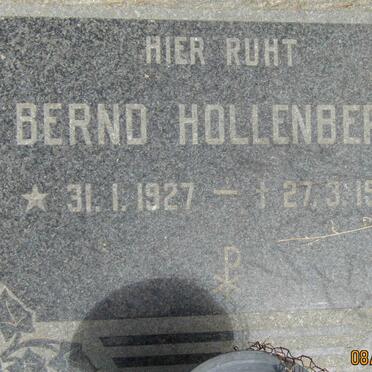 HIER RUHT
BERND HOLLENBER
★ 31.1.1927 – † 27.3.19
08